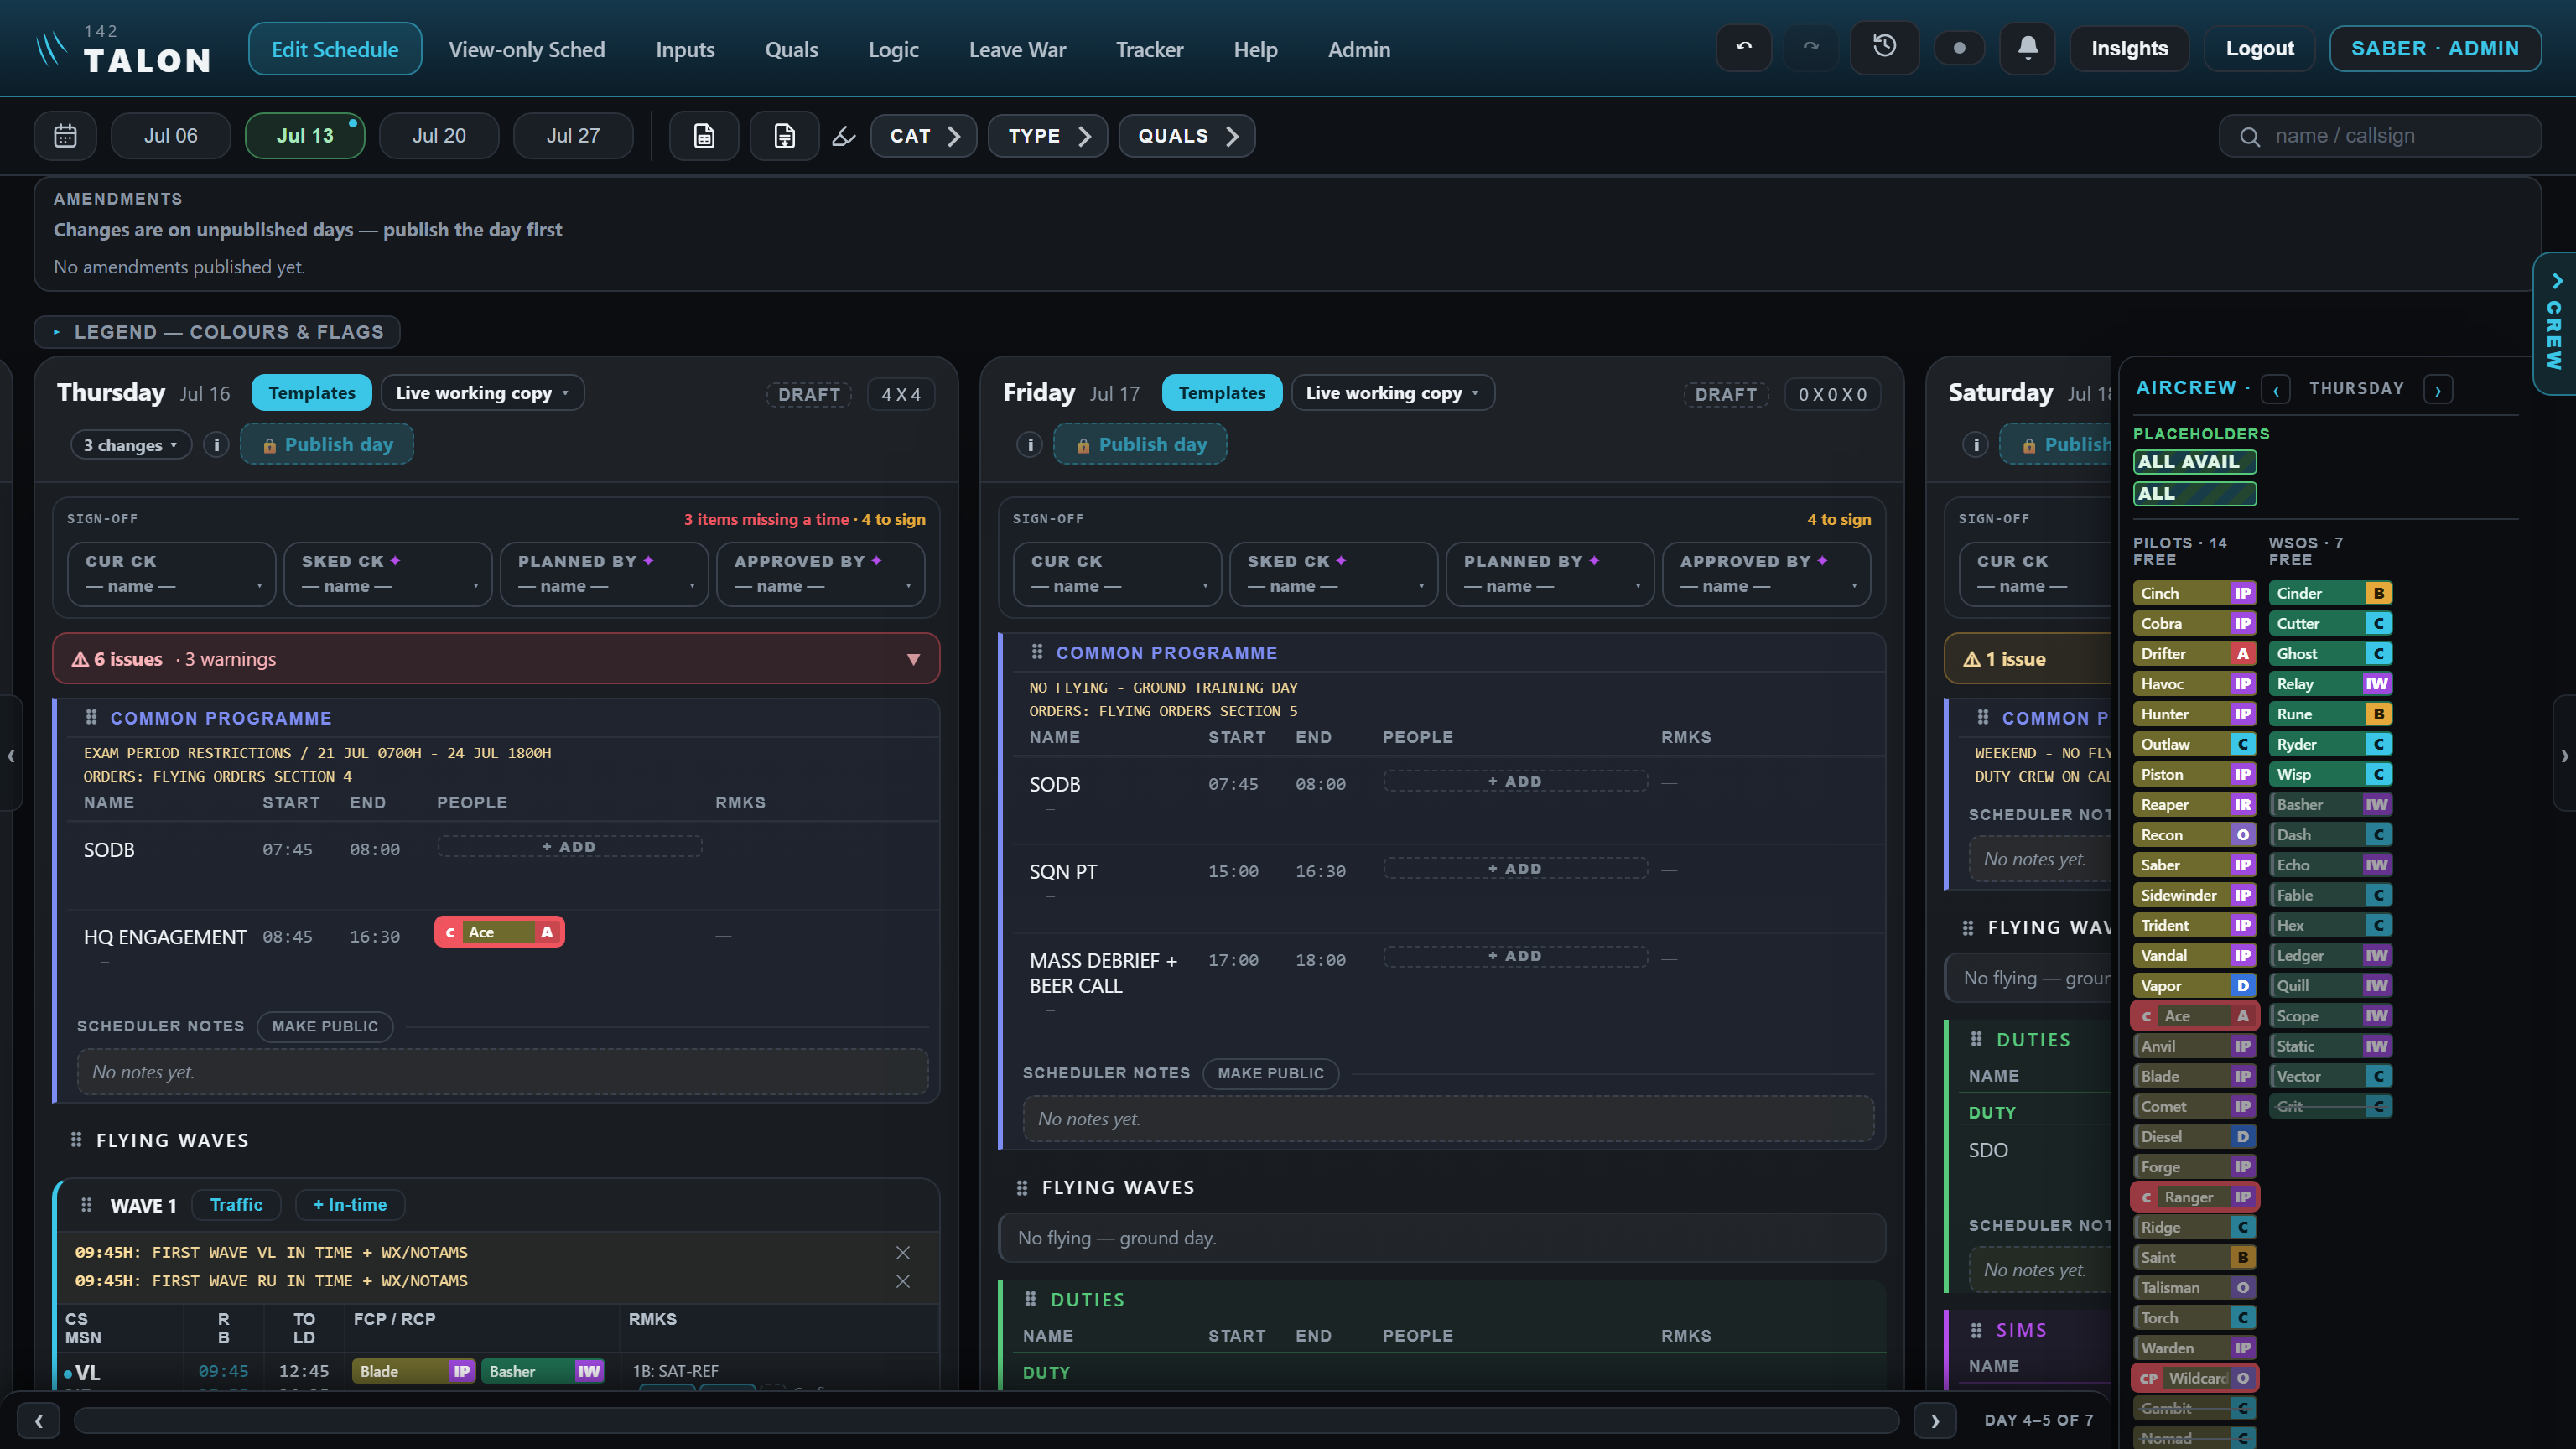 142
TALON
Edit Schedule
View-only Sched
Inputs
Quals
Logic
Leave War
Tracker
Help
Admin
Insights
Logout
SABER · ADMIN
Jul 06
Jul 13
Jul 20
Jul 27
CAT
TYPE
QUALS
name / callsign
AMENDMENTS
Changes are on unpublished days — publish the day first
No amendments published yet.
LEGEND — COLOURS & FLAGS
CREW
Thursday Jul 16
Templates
Live working copy
DRAFT
4 X 4
3 changes
i
Publish day
SIGN-OFF
3 items missing a time · 4 to sign
CUR CK
— name —
SKED CK
— name —
PLANNED BY
— name —
APPROVED BY
— name —
6 issues · 3 warnings
COMMON PROGRAMME
EXAM PERIOD RESTRICTIONS / 21 JUL 0700H - 24 JUL 1800H
ORDERS: FLYING ORDERS SECTION 4
NAME START END PEOPLE RMKS
SODB 07:45 08:00 + ADD —
—
HQ ENGAGEMENT 08:45 16:30 C Ace A —
—
SCHEDULER NOTES MAKE PUBLIC
No notes yet.
FLYING WAVES
WAVE 1 Traffic + In-time
09:45H: FIRST WAVE VL IN TIME + WX/NOTAMS
09:45H: FIRST WAVE RU IN TIME + WX/NOTAMS
CS R TO FCP / RCP RMKS
MSN B LD
VL 09:45 12:45 Blade IP Basher IW 1B: SAT-REF
Friday Jul 17
Templates
Live working copy
DRAFT
0 X 0 X 0
i
Publish day
SIGN-OFF
4 to sign
CUR CK
— name —
SKED CK
— name —
PLANNED BY
— name —
APPROVED BY
— name —
COMMON PROGRAMME
NO FLYING - GROUND TRAINING DAY
ORDERS: FLYING ORDERS SECTION 5
NAME START END PEOPLE RMKS
SODB 07:45 08:00 + ADD —
—
SQN PT 15:00 16:30 + ADD —
—
MASS DEBRIEF + 17:00 18:00 + ADD —
BEER CALL
—
SCHEDULER NOTES MAKE PUBLIC
No notes yet.
FLYING WAVES
No flying — ground day.
DUTIES
NAME START END PEOPLE RMKS
DUTY
Saturday Jul 18
i
Publish
SIGN-OFF
CUR CK
— name —
1 issue
COMMON P
WEEKEND - NO FLY
DUTY CREW ON CAL
SCHEDULER NOT
No notes yet.
FLYING WAV
No flying — groun
DUTIES
NAME
DUTY
SDO
SCHEDULER NOT
No notes yet.
SIMS
NAME
AIRCREW · ‹ THURSDAY ›
PLACEHOLDERS
ALL AVAIL
ALL
PILOTS · 14 FREE
WSOS · 7 FREE
Cinch IP Cinder B
Cobra IP Cutter C
Drifter A Ghost C
Havoc IP Relay IW
Hunter IP Rune B
Outlaw C Ryder C
Piston IP Wisp C
Reaper IR Basher IW
Recon O Dash C
Saber IP Echo IW
Sidewinder IP Fable C
Trident IP Hex C
Vandal IP Ledger IW
Vapor D Quill IW
C Ace A Scope IW
Anvil IP Static IW
Blade IP Vector C
Comet IP Grit C
Diesel D
Forge IP
C Ranger IP
Ridge C
Saint B
Talisman O
Torch C
Warden IP
CP Wildcard O
Gambit C
Nomad C
DAY 4–5 OF 7